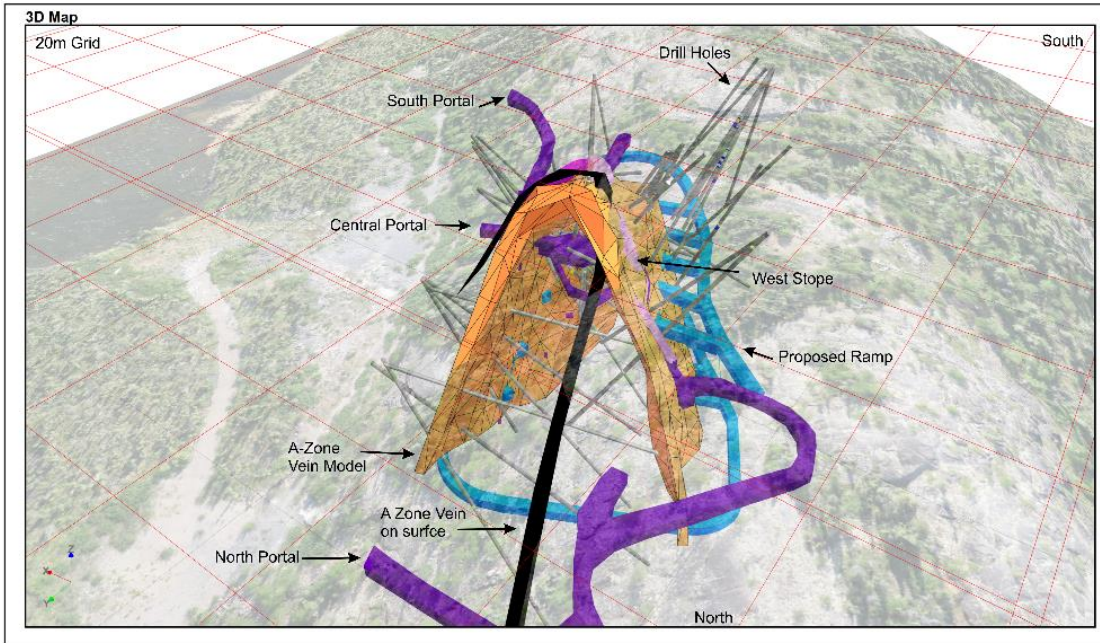 3D Map
20m Grid
South
Drill Holes
South Portal
Central Portal
West Stope
Proposed Ramp
A-Zone
Vein Model
A Zone Vein
on surfce
North Portal
Z
X
Y
North